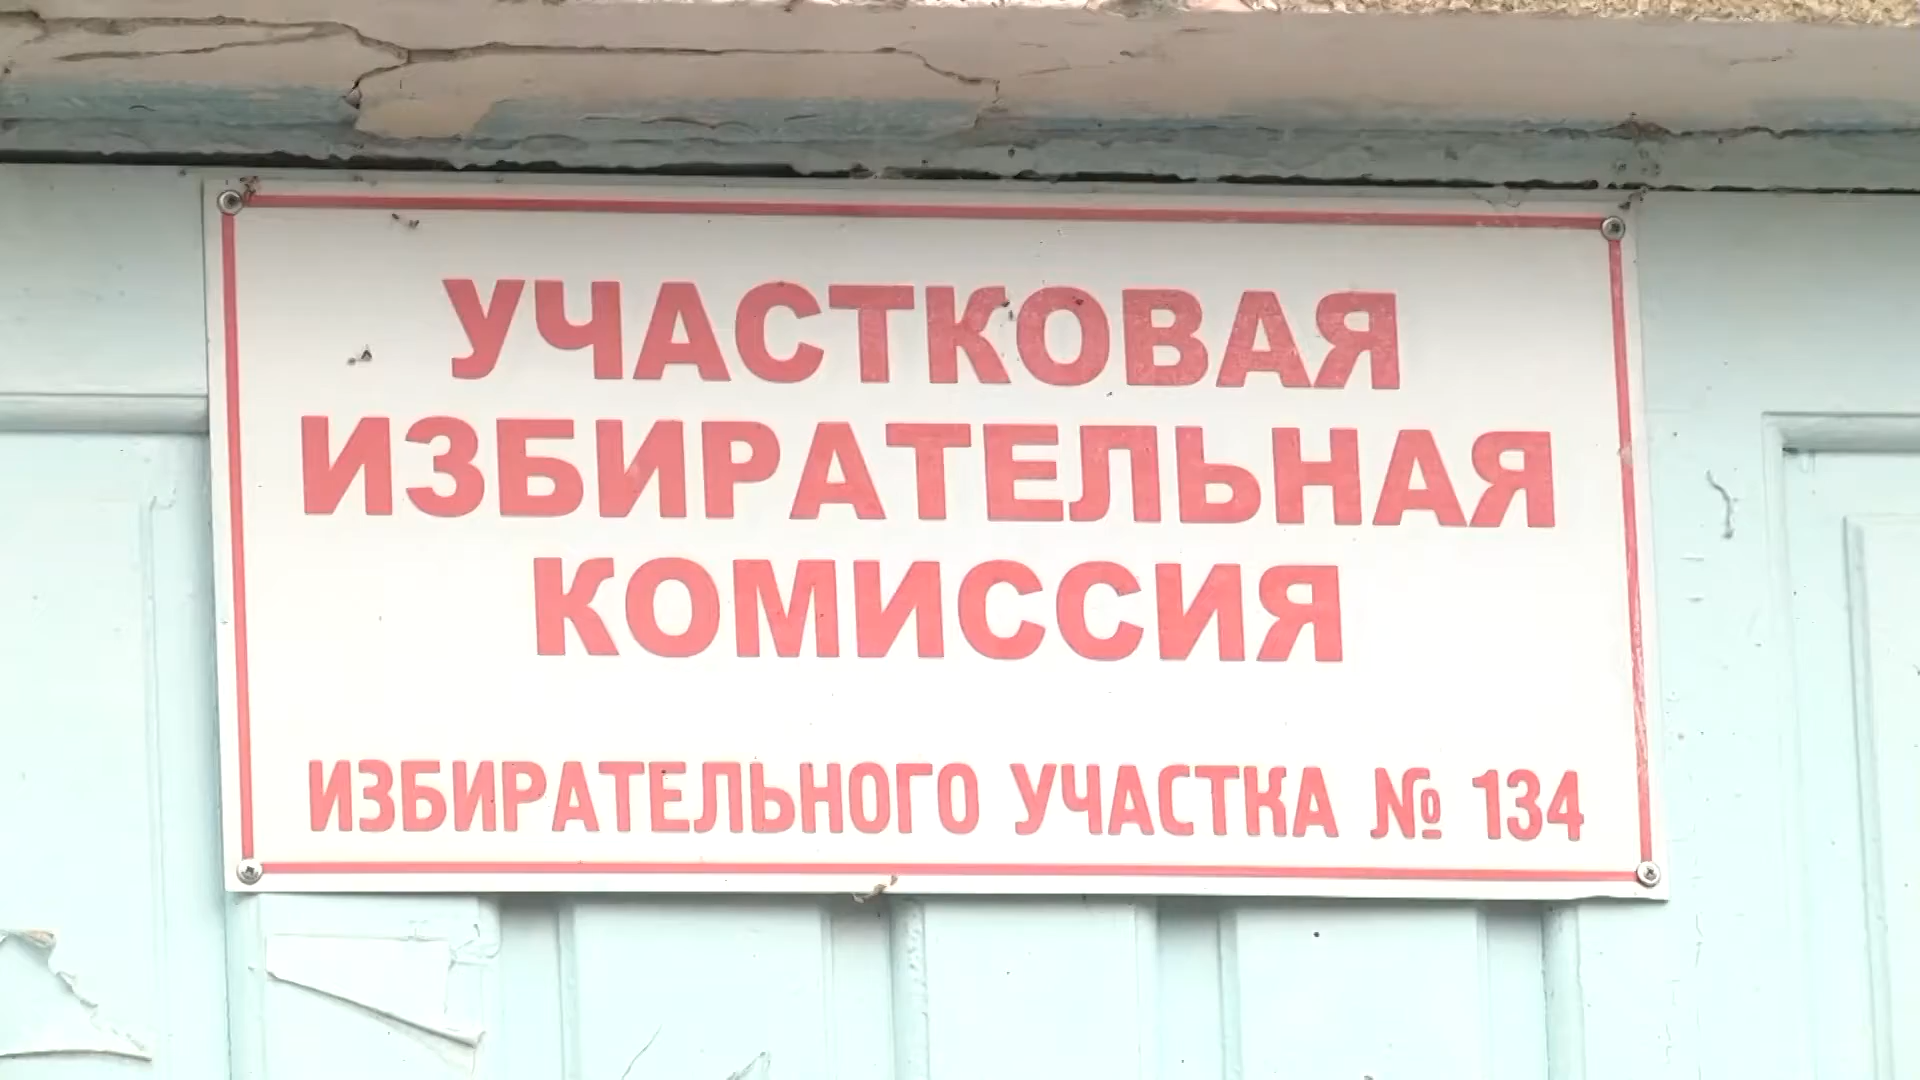 УЧАСТКОВАЯ
ИЗБИРАТЕЛЬНАЯ
КОМИССИЯ
ИЗБИРАТЕЛЬНОГО УЧАСТКА № 134